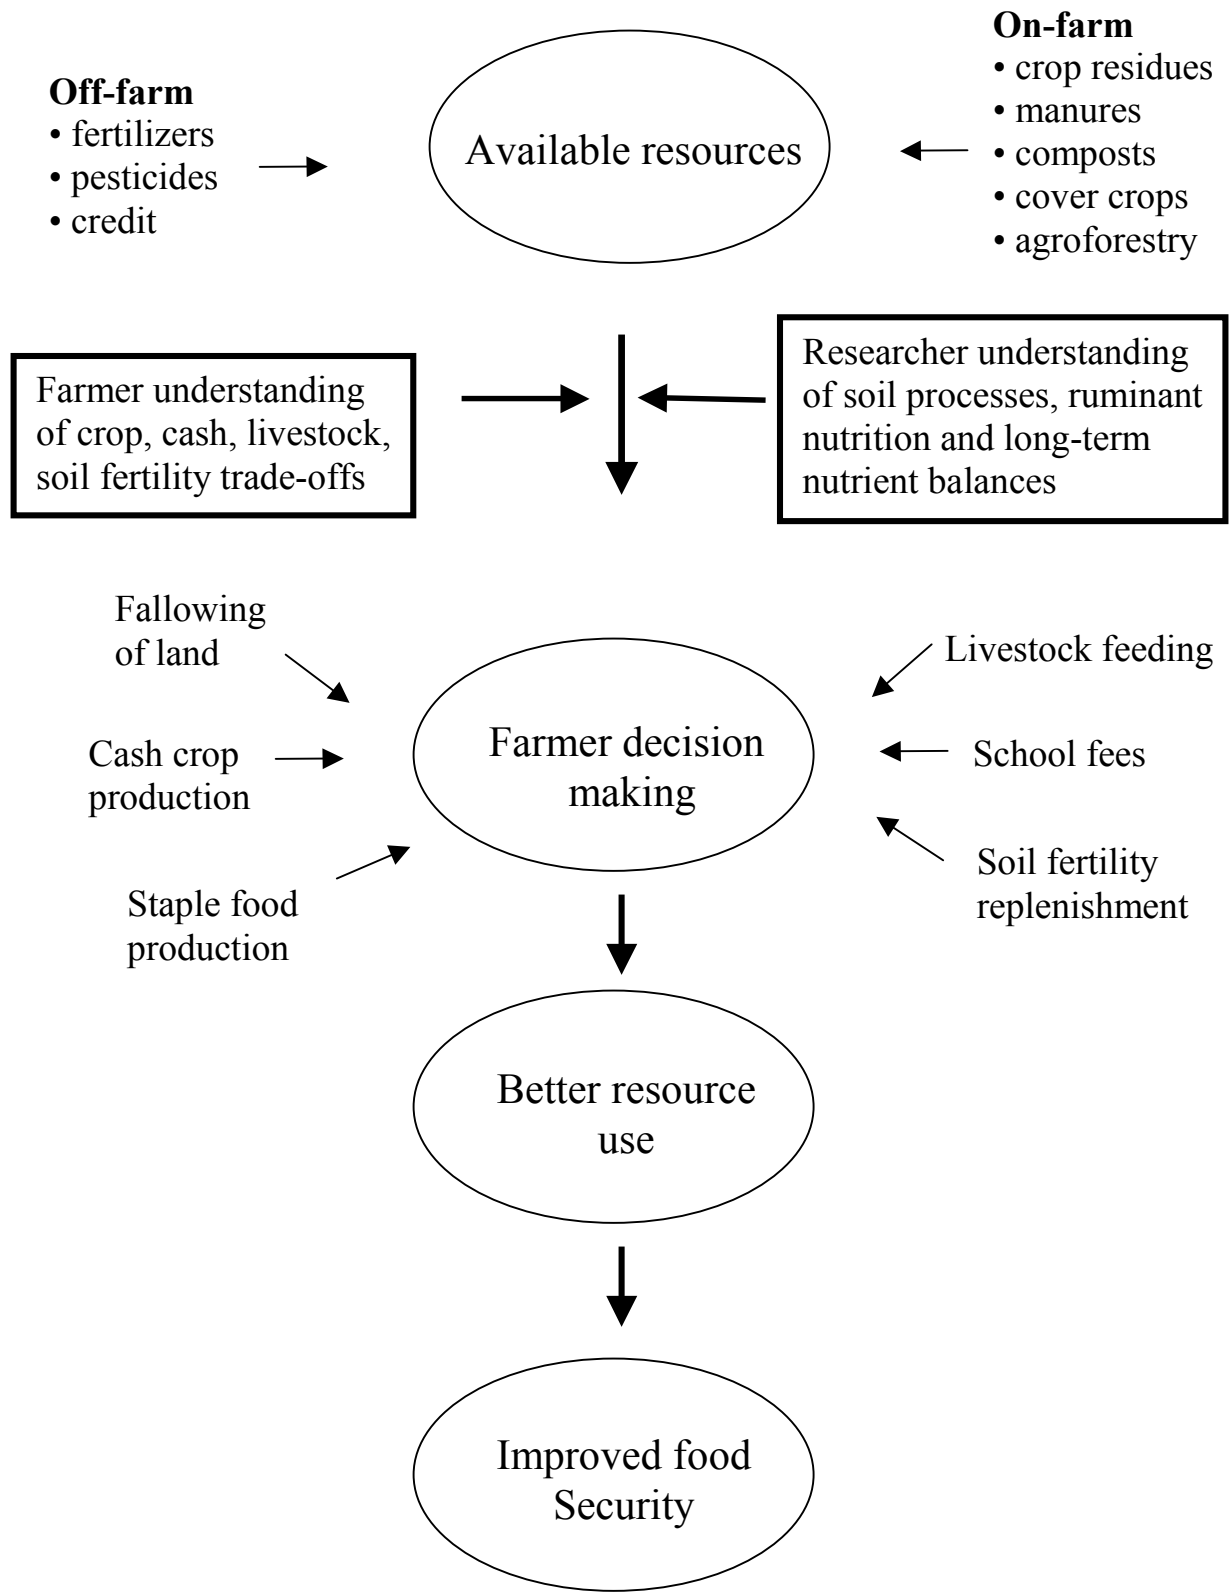 Off-farm
• fertilizers
• pesticides
• credit
Available resources
On-farm
• crop residues
• manures
• composts
• cover crops
• agroforestry
Farmer understanding
of crop, cash, livestock,
soil fertility trade-offs
Researcher understanding
of soil processes, ruminant
nutrition and long-term
nutrient balances
Fallowing
of land
Cash crop
production
Staple food
production
Farmer decision
making
Livestock feeding
School fees
Soil fertility
replenishment
Better resource
use
Improved food
Security